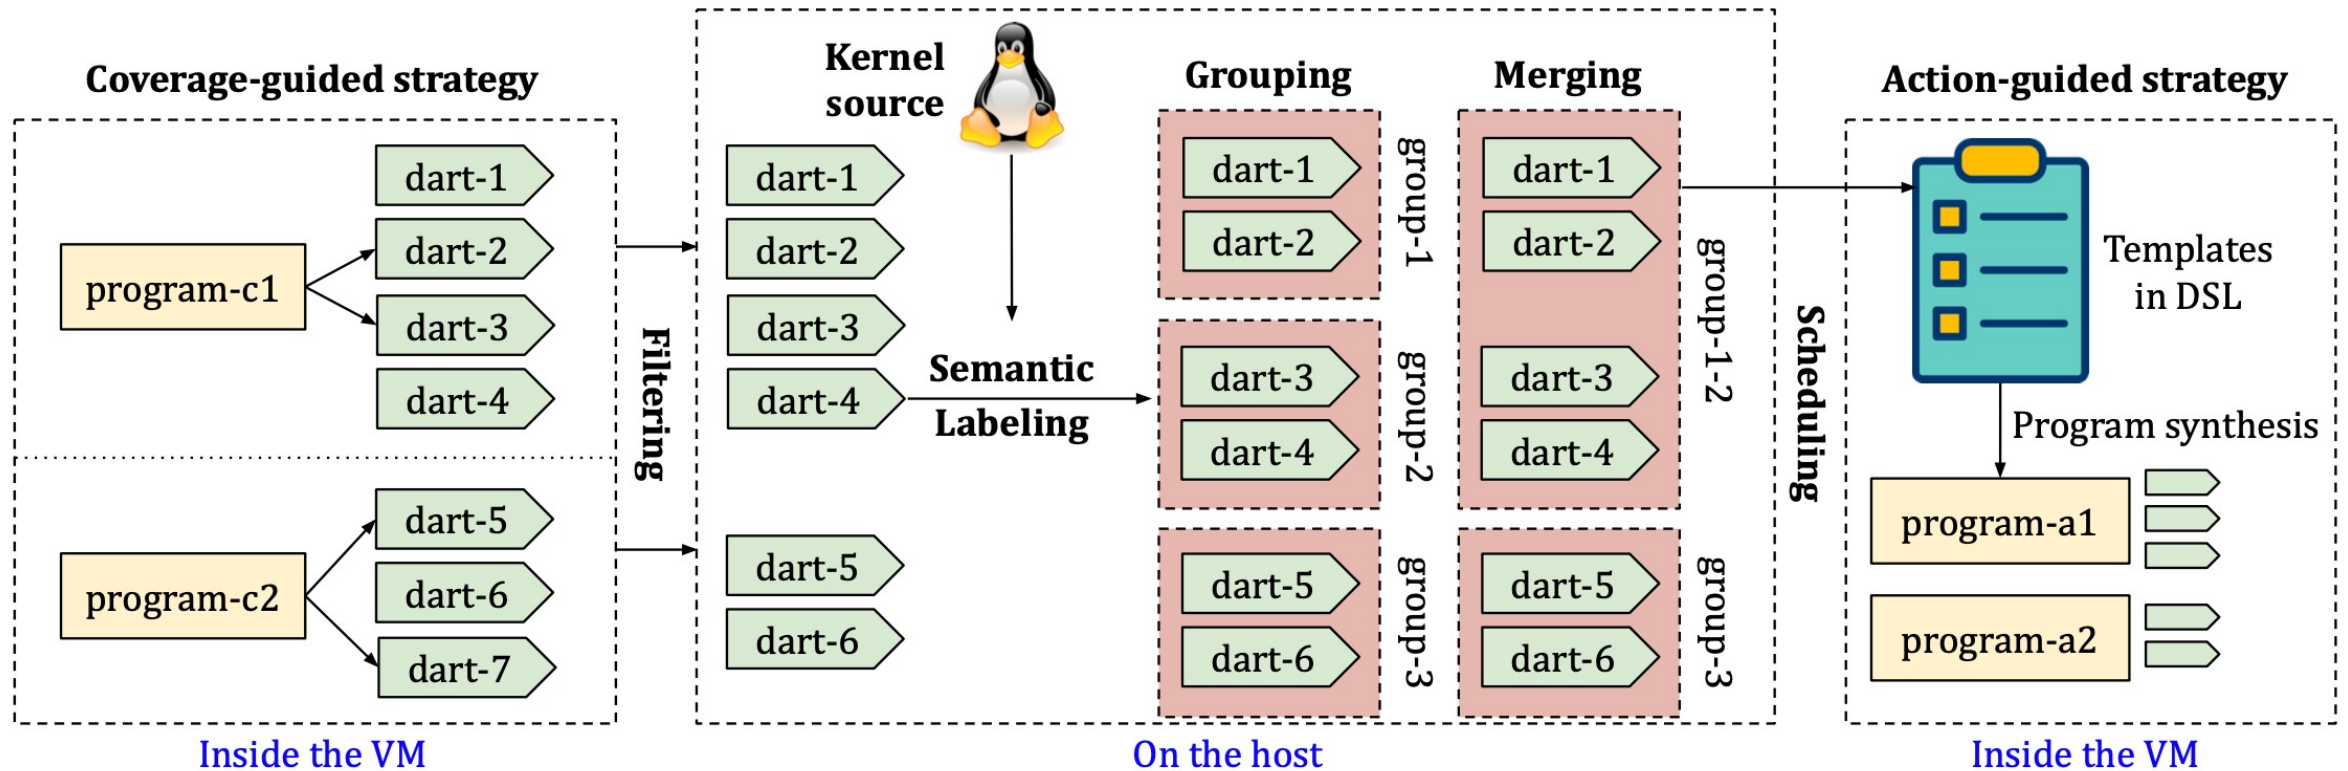 Coverage-guided strategy
program-c1
dart-1
dart-2
dart-3
dart-4
program-c2
dart-5
dart-6
dart-7
Inside the VM
Filtering
Kernel
source
dart-1
dart-2
dart-3
dart-4
dart-5
dart-6
Semantic
Labeling
Grouping
dart-1
dart-2
group-1
dart-3
dart-4
group-2
dart-5
dart-6
group-3
Merging
dart-1
dart-2
dart-3
dart-4
group-1-2
dart-5
dart-6
group-3
On the host
Scheduling
Action-guided strategy
Templates
in DSL
Program synthesis
program-a1
program-a2
Inside the VM